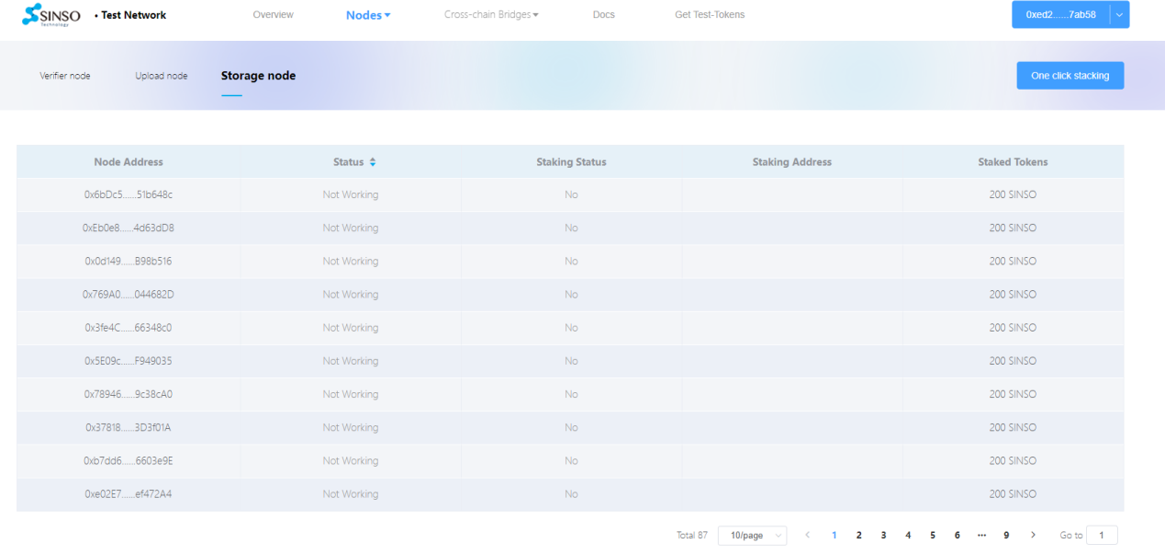 SINSO • Test Network Overview Nodes Cross-chain Bridges Docs Get Test-Tokens 0xed2......7ab58
Technology
Verifier node Upload node Storage node One click stacking
Node Address Status Staking Status Staking Address Staked Tokens
0x6bDc5......51b648c Not Working No 200 SINSO
0xEb0e8......4d63dD8 Not Working No 200 SINSO
0x0d149......B98b516 Not Working No 200 SINSO
0x769A0......044682D Not Working No 200 SINSO
0x3fe4C......66348c0 Not Working No 200 SINSO
0x5E09c......F949035 Not Working No 200 SINSO
0x78946......9c38cA0 Not Working No 200 SINSO
0x37818......3D3f01A Not Working No 200 SINSO
0xb7dd6......6603e9E Not Working No 200 SINSO
0xe02E7......ef472A4 Not Working No 200 SINSO
Total 87 10/page < 1 2 3 4 5 6 ... 9 > Go to 1